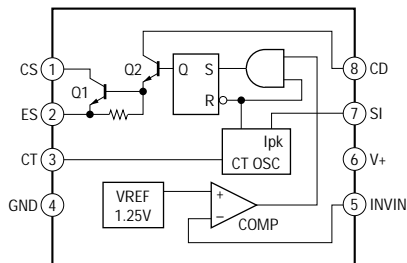 CS 1
Q1
Q2
Q S
R
8 CD
ES 2
7 SI
Ipk
CT OSC
CT 3
6 V+
GND 4
VREF
1.25V
+
−
COMP
5 INVIN